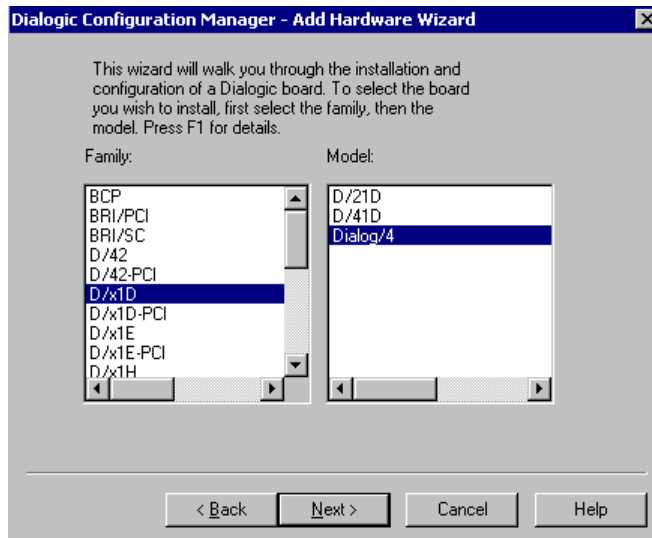 Dialogic Configuration Manager - Add Hardware Wizard
This wizard will walk you through the installation and
configuration of a Dialogic board. To select the board
you wish to install, first select the family, then the
model. Press F1 for details.
Family:
Model:
BCP
BRI/PCI
BRI/SC
D/42
D/42-PCI
D/x1D
D/x1D-PCI
D/x1E
D/x1E-PCI
D/x1H
D/21D
D/41D
Dialog/4
< Back
Next >
Cancel
Help